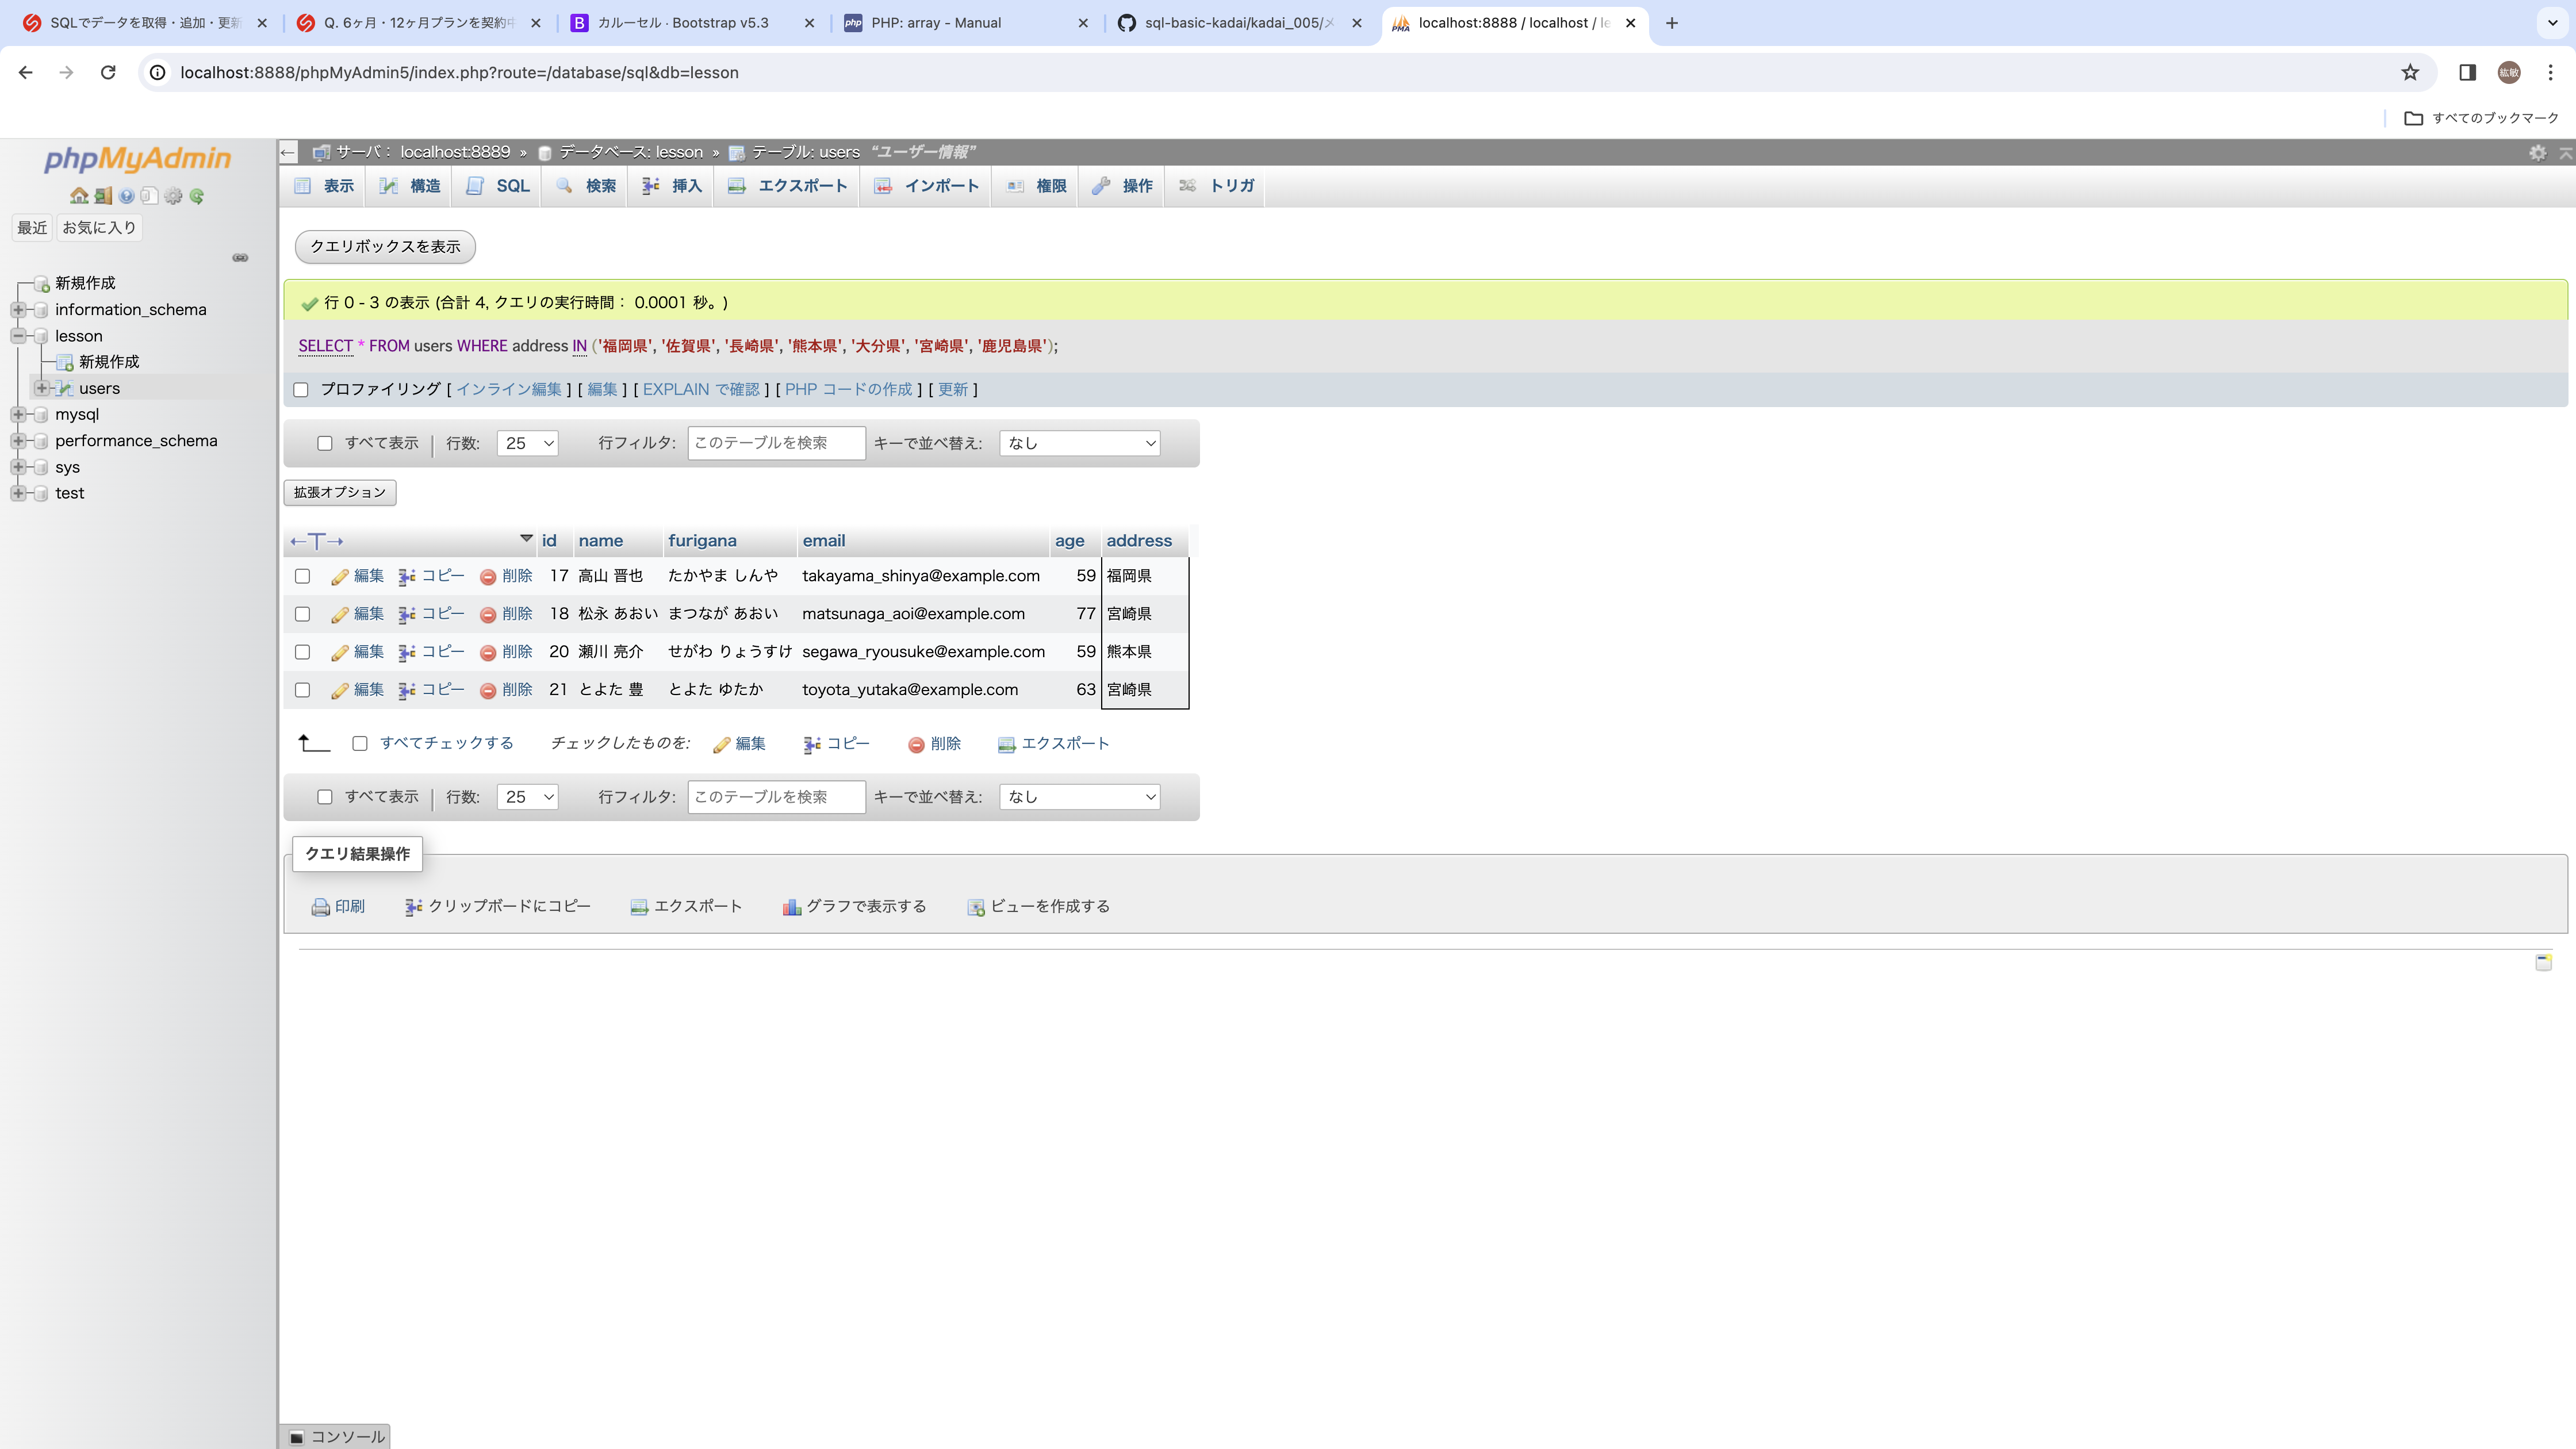 SQLでデータを取得・追加・更新
Q. 6ヶ月・12ヶ月プランを契約中
カルーセル · Bootstrap v5.3
PHP: array - Manual
sql-basic-kadai/kadai_005/メ
localhost:8888 / localhost / le
localhost:8888/phpMyAdmin5/index.php?route=/database/sql&db=lesson
紘敏
すべてのブックマーク
phpMyAdmin
最近 お気に入り
新規作成
information_schema
lesson
新規作成
users
mysql
performance_schema
sys
test
サーバ: localhost:8889 » データベース: lesson » テーブル: users “ユーザー情報”
表示 構造 SQL 検索 挿入 エクスポート インポート 権限 操作 トリガ
クエリボックスを表示
行 0 - 3 の表示 (合計 4, クエリの実行時間: 0.0001 秒。)
SELECT * FROM users WHERE address IN ('福岡県', '佐賀県', '長崎県', '熊本県', '大分県', '宮崎県', '鹿児島県');
プロファイリング [ インライン編集 ] [ 編集 ] [ EXPLAIN で確認 ] [ PHP コードの作成 ] [ 更新 ]
すべて表示 | 行数: 25 行フィルタ: このテーブルを検索 キーで並べ替え: なし
拡張オプション
←T→ id name furigana email age address
編集 コピー 削除 17 高山 晋也 たかやま しんや takayama_shinya@example.com 59 福岡県
編集 コピー 削除 18 松永 あおい まつなが あおい matsunaga_aoi@example.com 77 宮崎県
編集 コピー 削除 20 瀬川 亮介 せがわ りょうすけ segawa_ryousuke@example.com 59 熊本県
編集 コピー 削除 21 とよた 豊 とよた ゆたか toyota_yutaka@example.com 63 宮崎県
すべてチェックする チェックしたものを: 編集 コピー 削除 エクスポート
すべて表示 | 行数: 25 行フィルタ: このテーブルを検索 キーで並べ替え: なし
クエリ結果操作
印刷 クリップボードにコピー エクスポート グラフで表示する ビューを作成する
コンソール